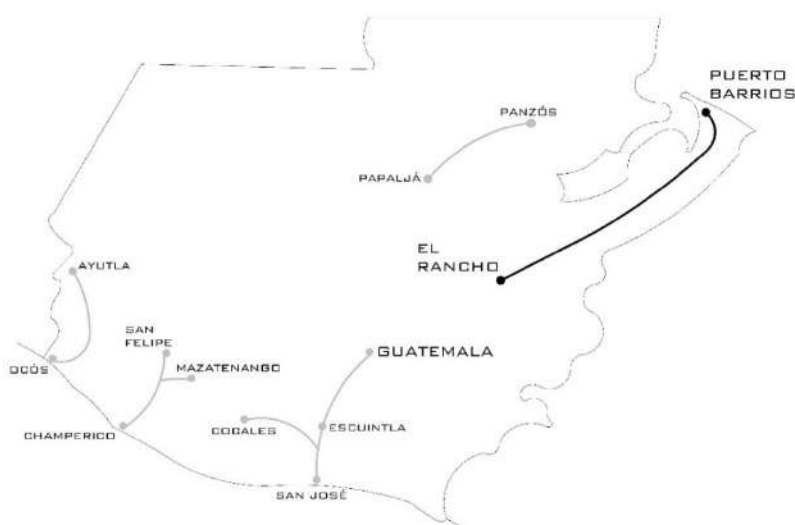 PUERTO
BARRIOS
PANZÓS
PAPALJÁ
EL
RANCHO
AYUTLA
SAN
FELIPE
GUATEMALA
MAZATENANGO
OCÓS
COCALES
ESCUINTLA
CHAMPERICO
SAN JOSÉ